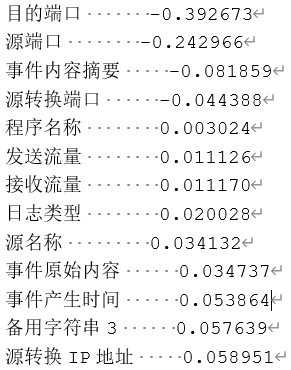 目的端口·······-0.392673
源端口········-0.242966
事件内容摘要·····-0.081859
源转换端口······-0.044388
程序名称········0.003024
发送流量········0.011126
接收流量········0.011170
日志类型········0.020028
源名称·········0.034132
事件原始内容······0.034737
事件产生时间······0.053864
备用字符串3······0.057639
源转换IP地址·····0.058951